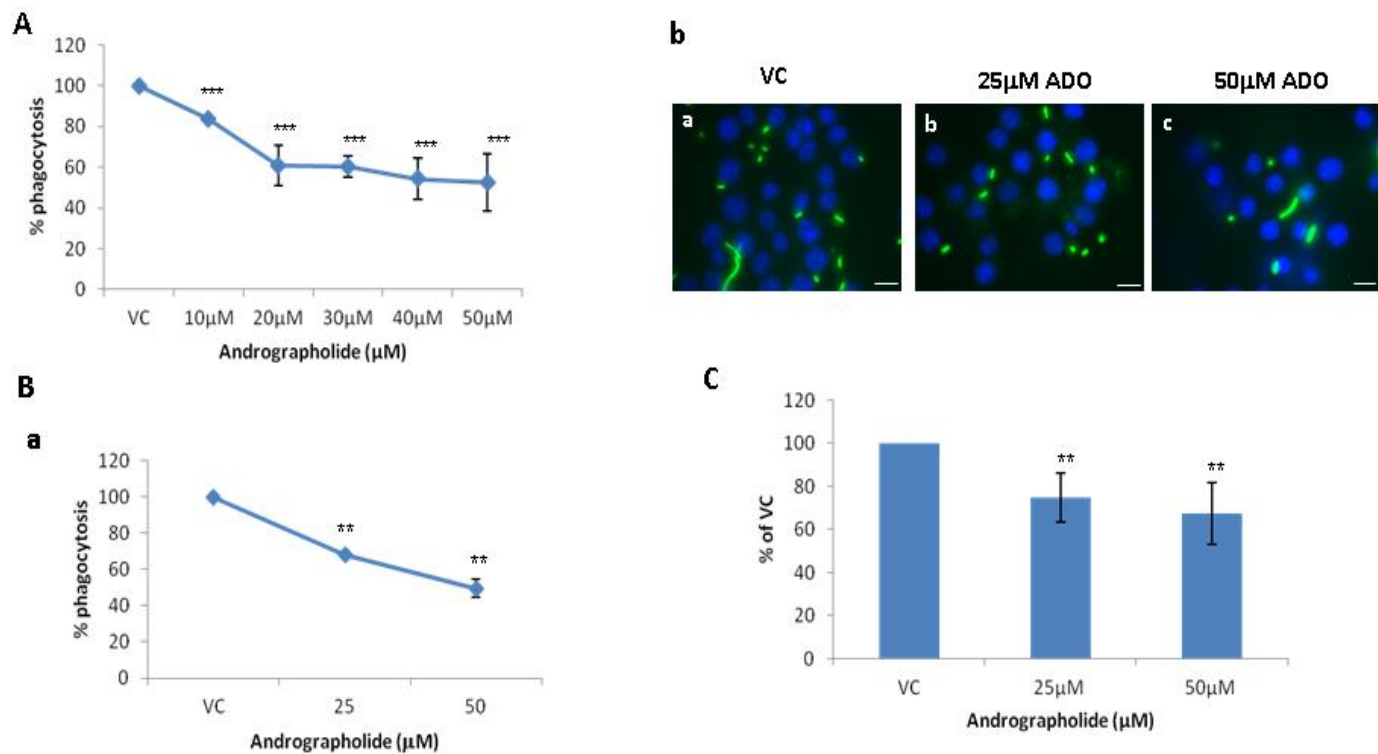 A
120
100
80
60
40
20
0
% phagocytosis
***
***
***
***
***
VC 10µM 20µM 30µM 40µM 50µM
Andrographolide (µM)
b
VC 25µM ADO 50µM ADO
a b c
B
a
120
100
80
60
40
20
0
% phagocytosis
**
**
VC 25 50
Andrographolide (µM)
C
120
100
80
60
40
20
0
% of VC
** **
VC 25µM 50µM
Andrographolide (µM)